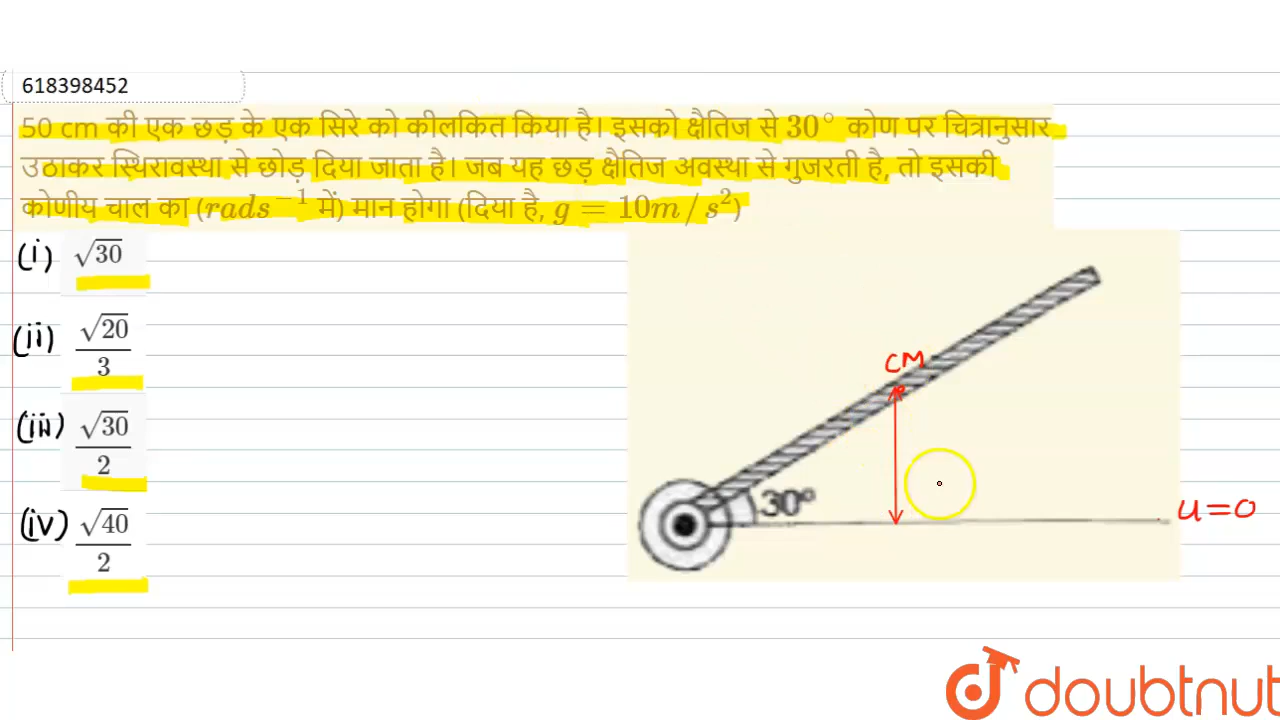 618398452
50 cm की एक छड़ के एक सिरे को कीलकित किया है। इसको क्षैतिज से 30° कोण पर चित्रानुसार
उठाकर स्थिरावस्था से छोड़ दिया जाता है। जब यह छड़ क्षैतिज अवस्था से गुजरती है, तो इसकी
कोणीय चाल का (rads⁻¹ में) मान होगा (दिया है, g = 10m/s²)
(i) √30
(ii) √20/3
(iii) √30/2
(iv) √40/2
CM
30°
U=0
doubtnut